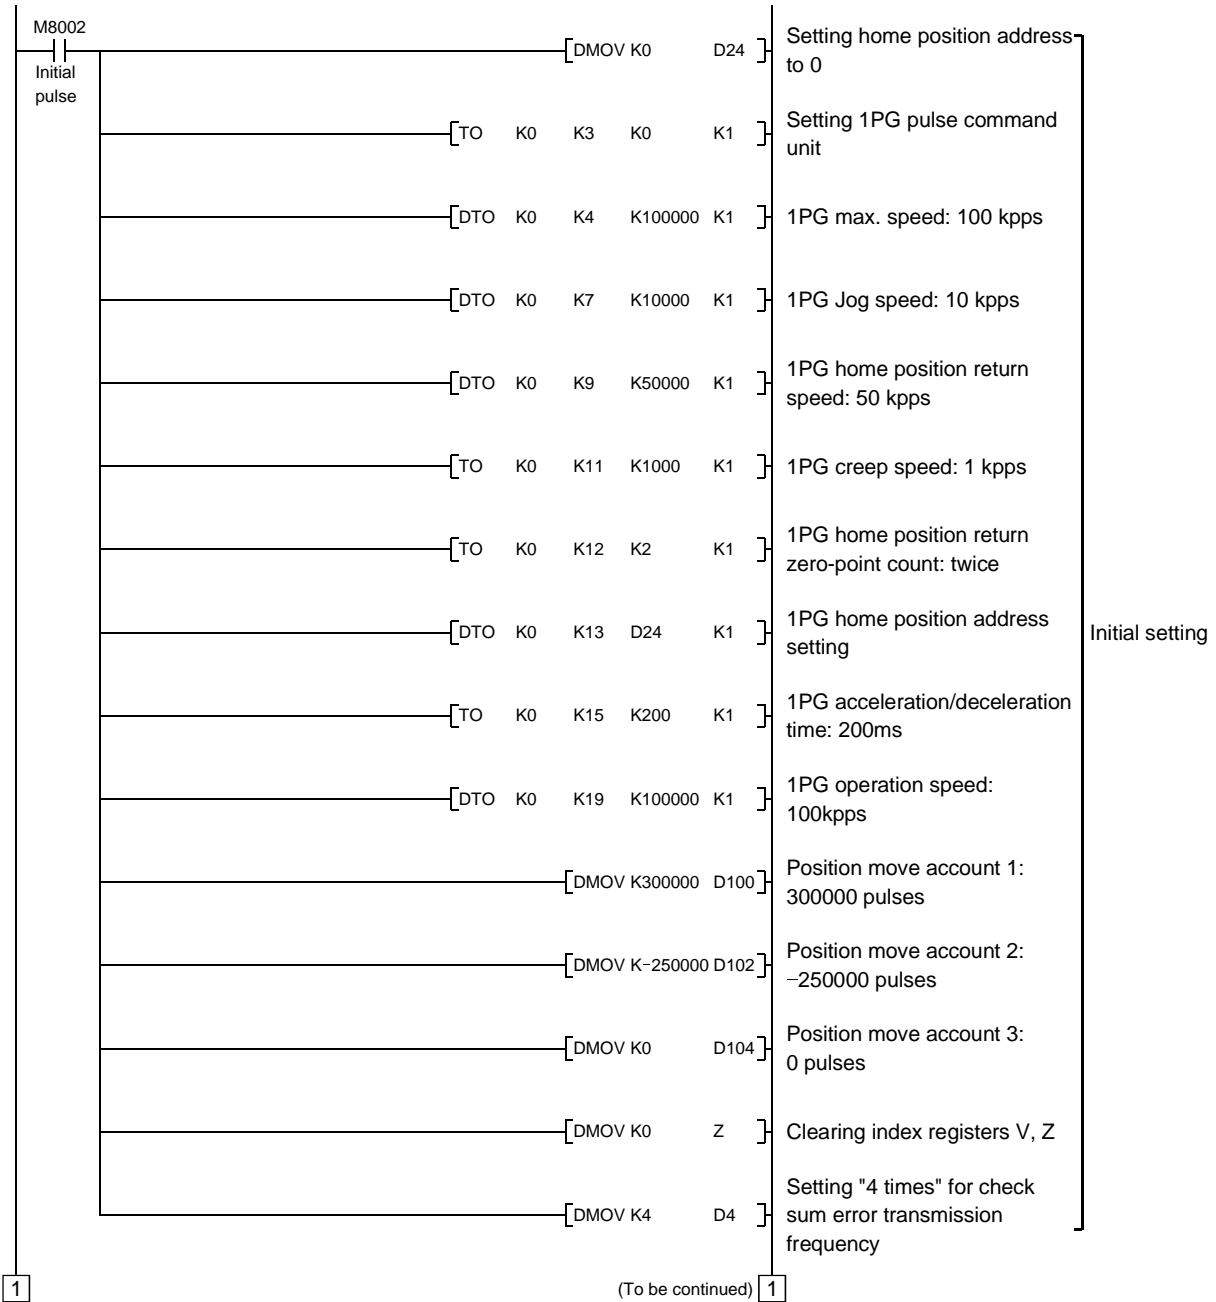 M8002
Initial
pulse
DMOV K0 D24
Setting home position address
to 0
TO K0 K3 K0 K1
Setting 1PG pulse command
unit
DTO K0 K4 K100000 K1
1PG max. speed: 100 kpps
DTO K0 K7 K10000 K1
1PG Jog speed: 10 kpps
DTO K0 K9 K50000 K1
1PG home position return
speed: 50 kpps
TO K0 K11 K1000 K1
1PG creep speed: 1 kpps
TO K0 K12 K2 K1
1PG home position return
zero-point count: twice
DTO K0 K13 D24 K1
1PG home position address
setting
Initial setting
TO K0 K15 K200 K1
1PG acceleration/deceleration
time: 200ms
DTO K0 K19 K100000 K1
1PG operation speed:
100kpps
DMOV K300000 D100
Position move account 1:
300000 pulses
DMOV K−250000 D102
Position move account 2:
−250000 pulses
DMOV K0 D104
Position move account 3:
0 pulses
DMOV K0 Z
Clearing index registers V, Z
DMOV K4 D4
Setting "4 times" for check
sum error transmission
frequency
1
(To be continued) 1